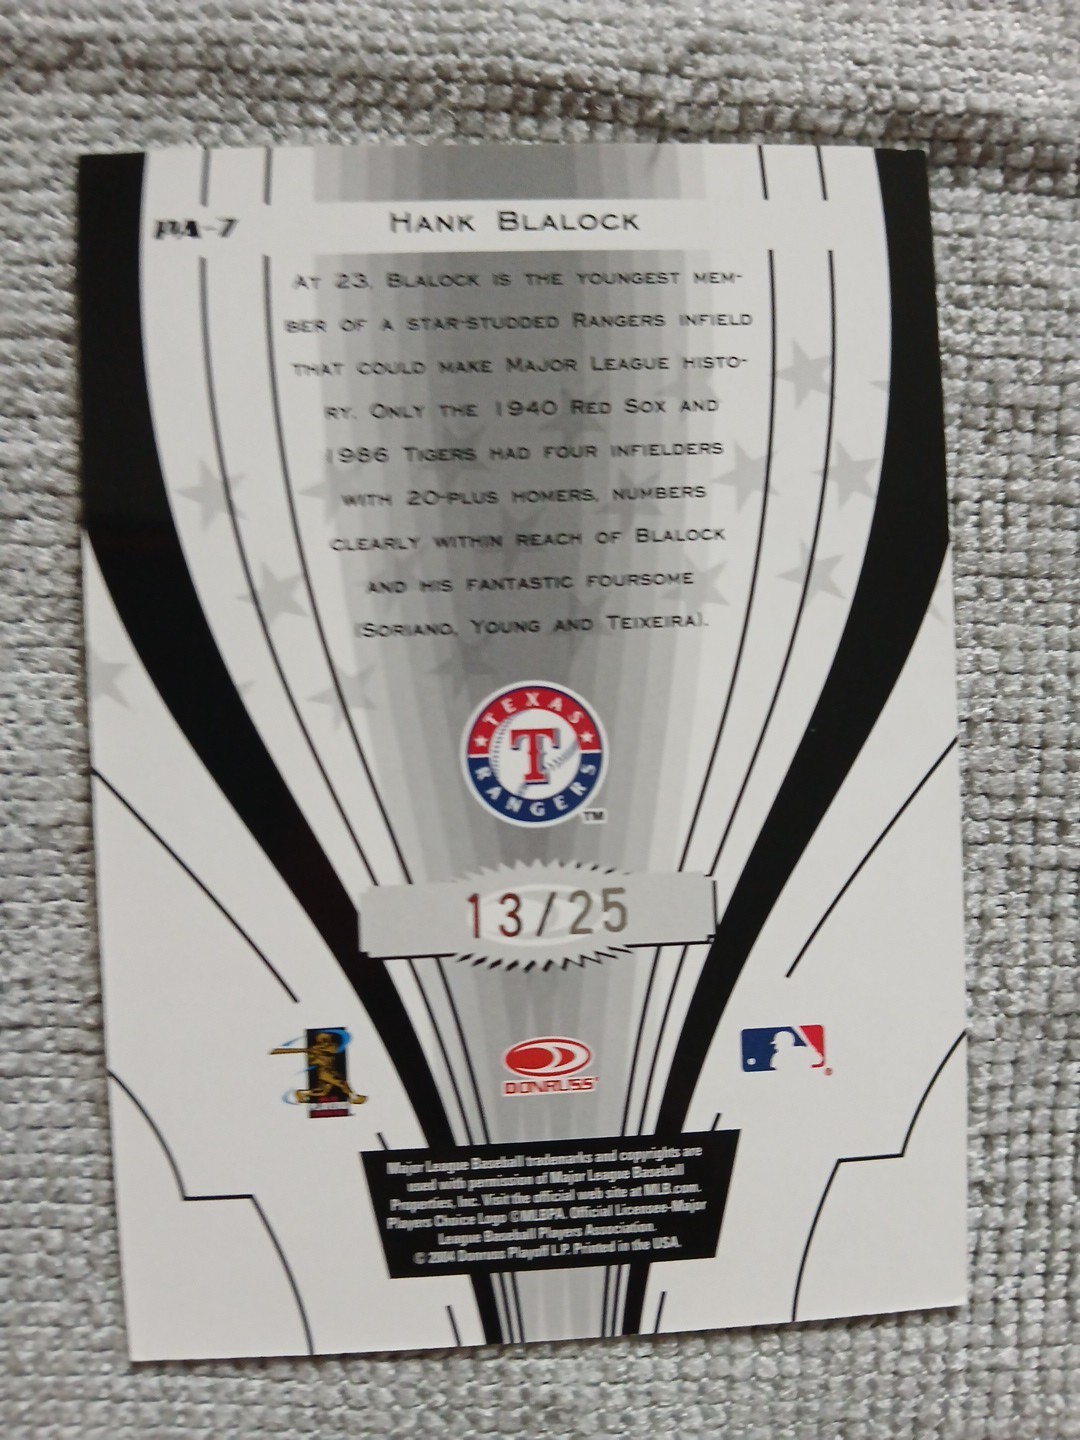 PA-7
HANK BLALOCK
AT 23, BLALOCK IS THE YOUNGEST MEM-
BER OF A STAR-STUDDED RANGERS INFIELD
THAT COULD MAKE MAJOR LEAGUE HISTO-
RY. ONLY THE 1940 RED SOX AND
1986 TIGERS HAD FOUR INFIELDERS
WITH 20-PLUS HOMERS, NUMBERS
CLEARLY WITHIN REACH OF BLALOCK
AND HIS FANTASTIC FOURSOME
(SORIANO, YOUNG AND TEIXEIRA).
TEXAS
T
RANGERS
TM
13/25
DONRUSS
Major League Baseball trademarks and copyrights are
used with permission of Major League Baseball
Properties, Inc. Visit the official web site at MLB.com.
Players Choice Logo ©MLBPA. Official Licensee-Major
League Baseball Players Association.
© 2004 Donruss Playoff L.P. Printed in the USA.